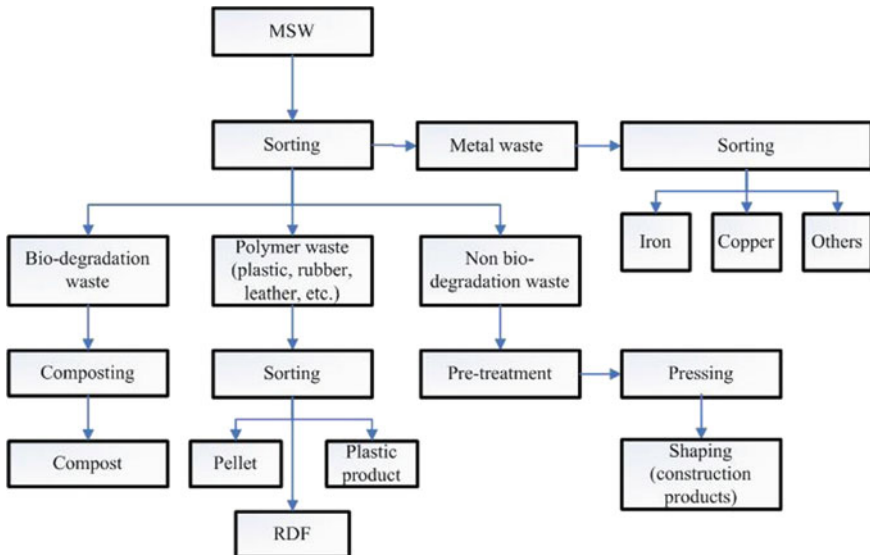 MSW
Sorting
Metal waste
Sorting
Iron
Copper
Others
Bio-degradation
waste
Polymer waste
(plastic, rubber,
leather, etc.)
Non bio-
degradation waste
Composting
Sorting
Pre-treatment
Pressing
Compost
Pellet
Plastic
product
Shaping
(construction
products)
RDF